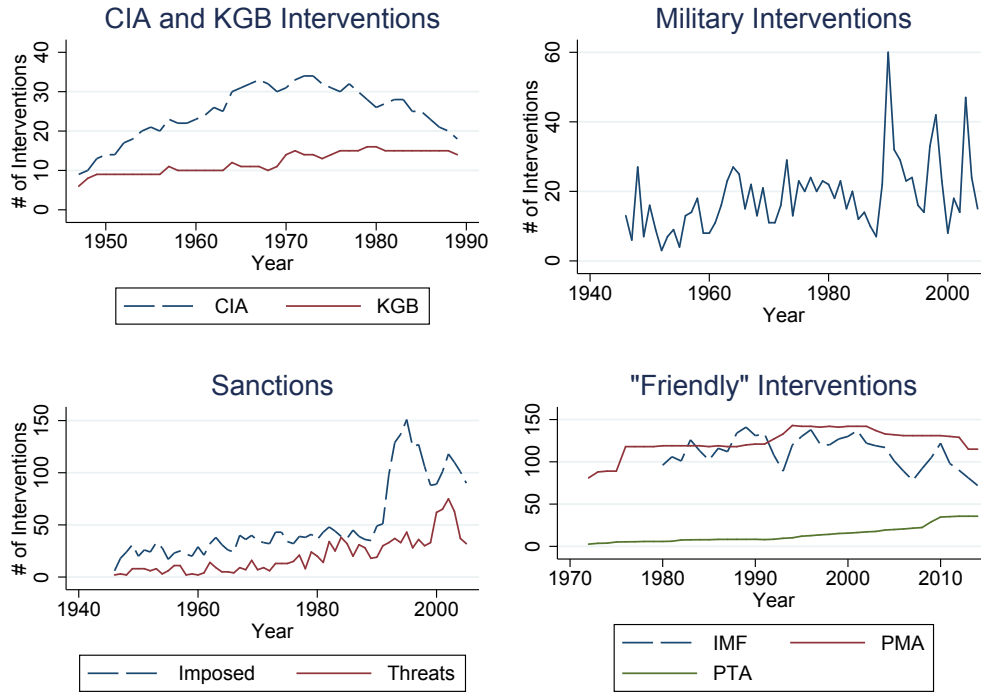 CIA and KGB Interventions
# of Interventions
40
30
20
10
0
1950 1960 1970 1980 1990
Year
CIA KGB
Military Interventions
# of Interventions
60
40
20
0
1940 1960 1980 2000
Year
Sanctions
# of Interventions
150
100
50
0
1940 1960 1980 2000
Year
Imposed Threats
"Friendly" Interventions
# of Interventions
150
100
50
0
1970 1980 1990 2000 2010
Year
IMF PMA
PTA